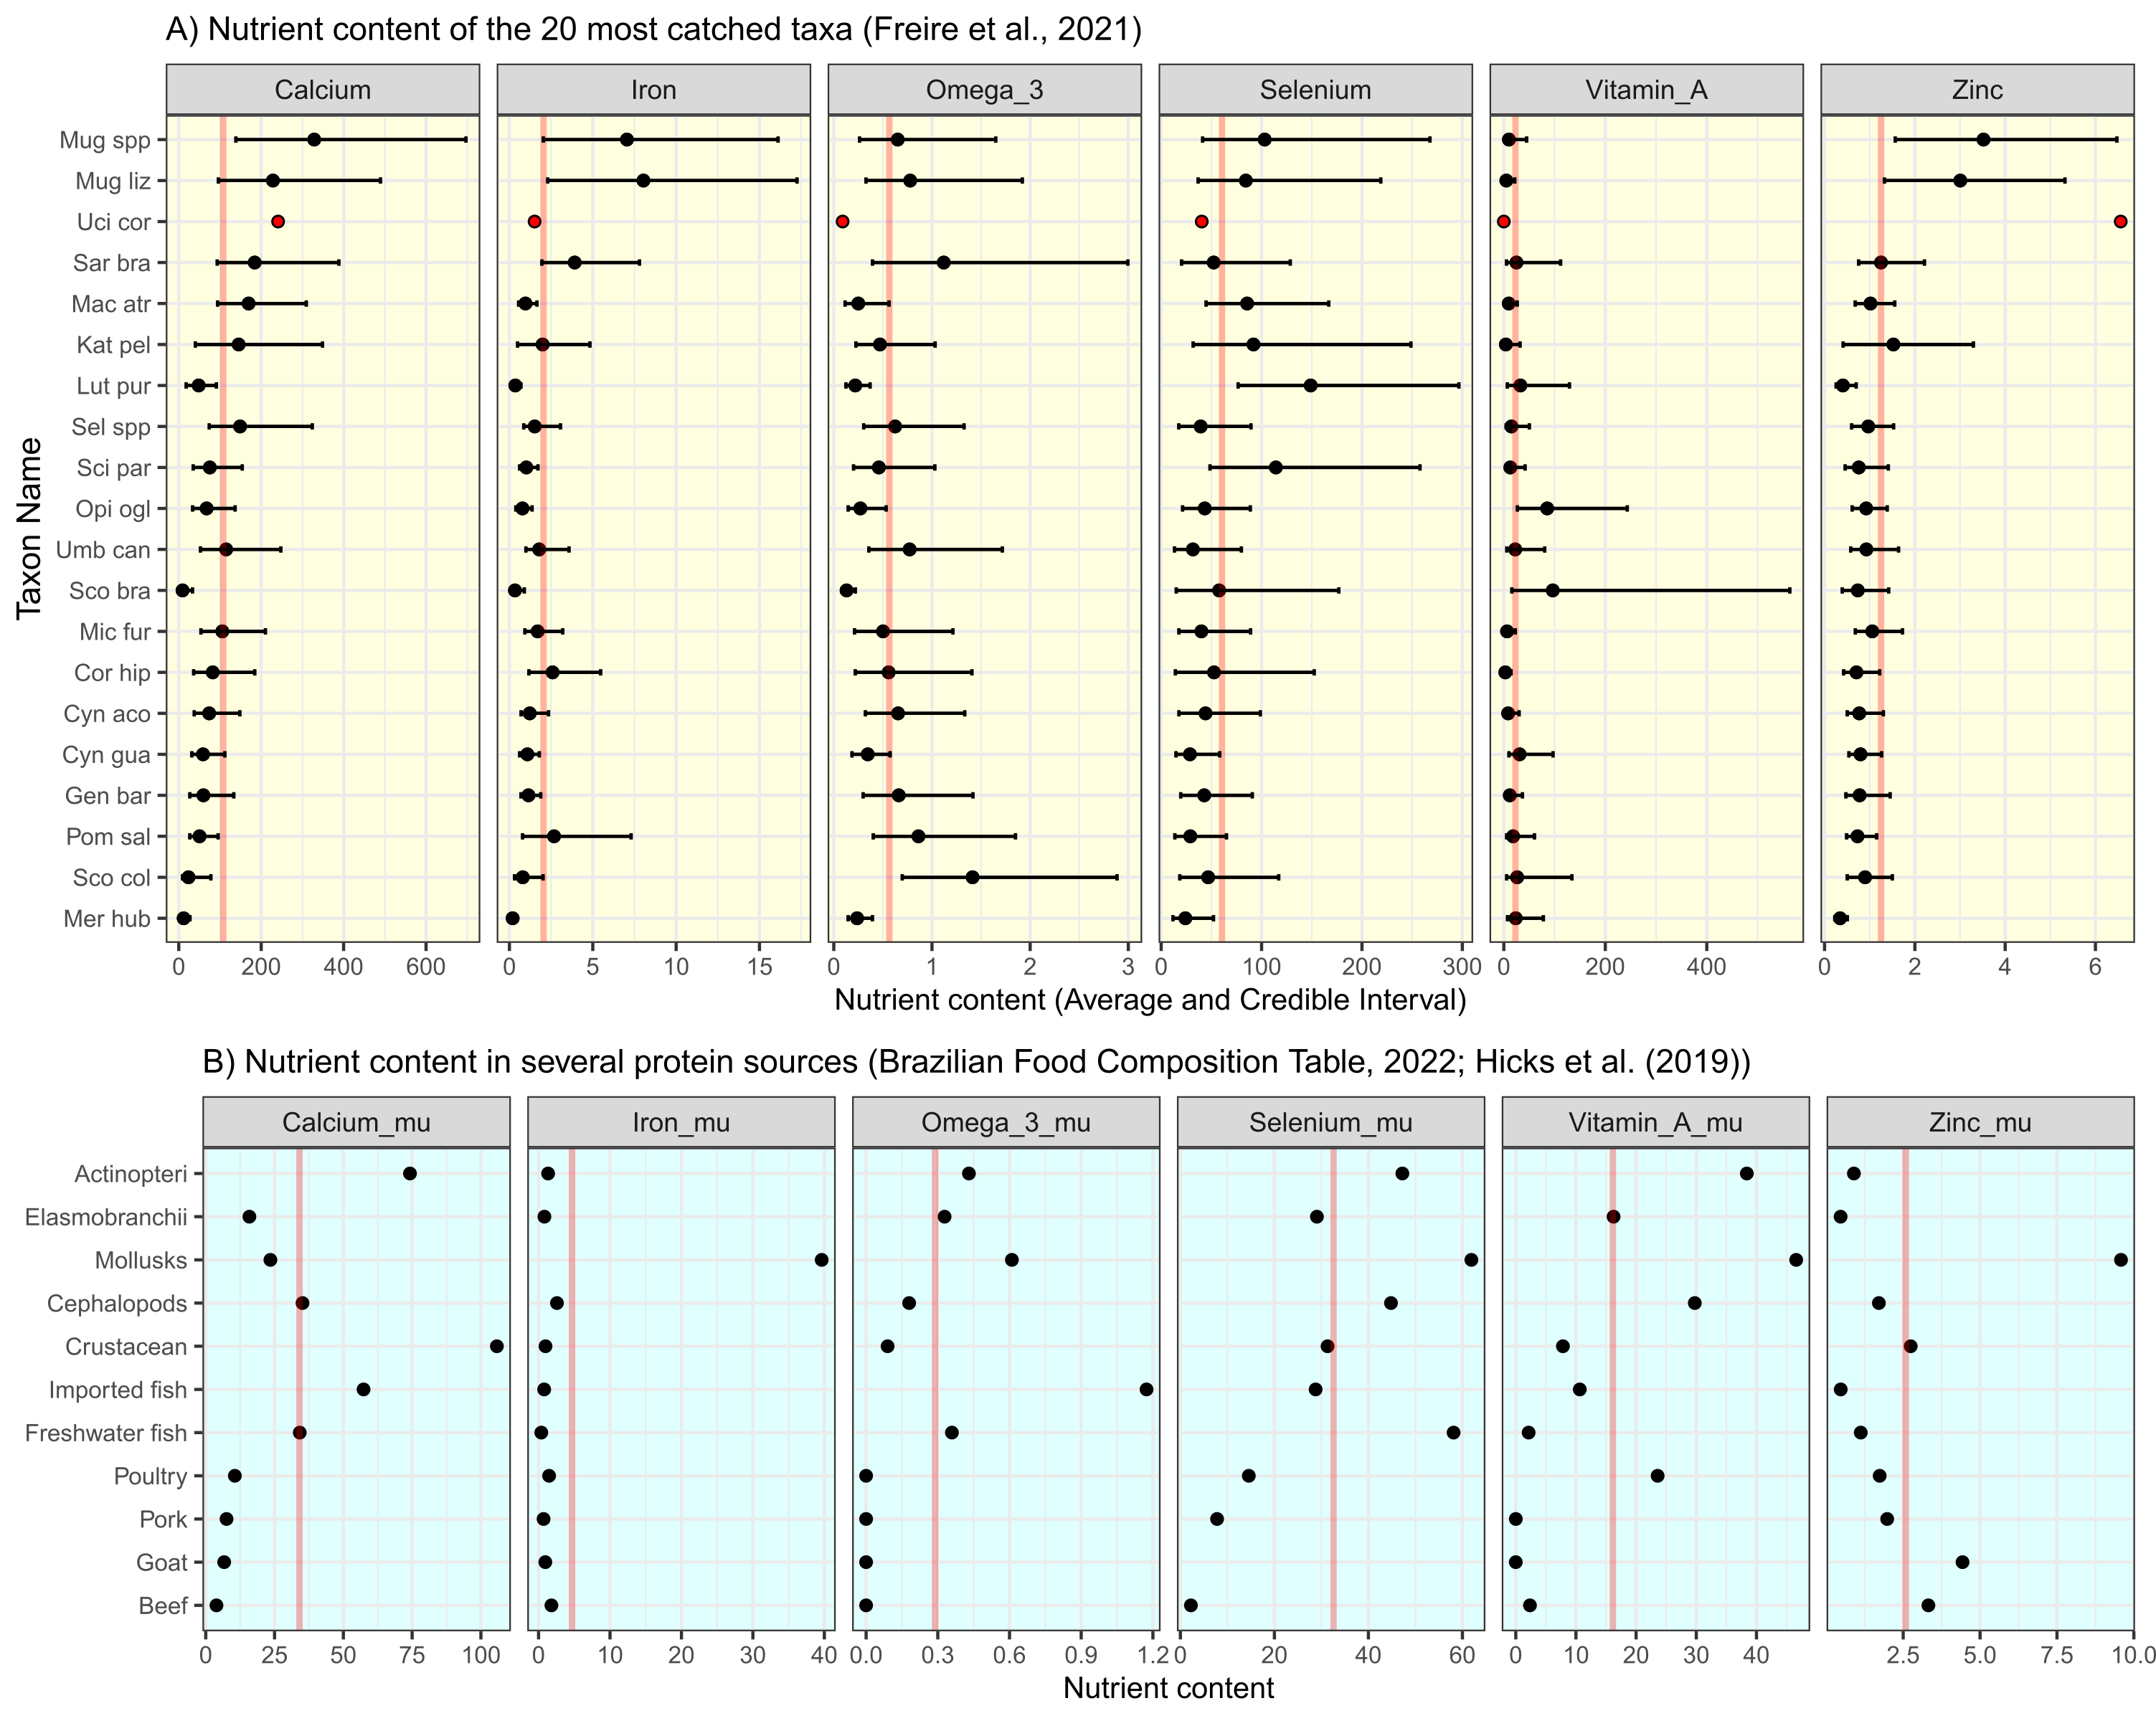 A) Nutrient content of the 20 most catched taxa (Freire et al., 2021)
Calcium Iron Omega_3 Selenium Vitamin_A Zinc
Taxon Name
Mug spp
Mug liz
Uci cor
Sar bra
Mac atr
Kat pel
Lut pur
Sel spp
Sci par
Opi ogl
Umb can
Sco bra
Mic fur
Cor hip
Cyn aco
Cyn gua
Gen bar
Pom sal
Sco col
Mer hub
0 200 400 600 0 5 10 15 0 1 2 3 0 100 200 300 0 200 400 0 2 4 6
Nutrient content (Average and Credible Interval)
B) Nutrient content in several protein sources (Brazilian Food Composition Table, 2022; Hicks et al. (2019))
Calcium_mu Iron_mu Omega_3_mu Selenium_mu Vitamin_A_mu Zinc_mu
Actinopteri
Elasmobranchii
Mollusks
Cephalopods
Crustacean
Imported fish
Freshwater fish
Poultry
Pork
Goat
Beef
0 25 50 75 100 0 10 20 30 40 0.0 0.3 0.6 0.9 1.2 0 20 40 60 0 10 20 30 40 2.5 5.0 7.5 10.0
Nutrient content